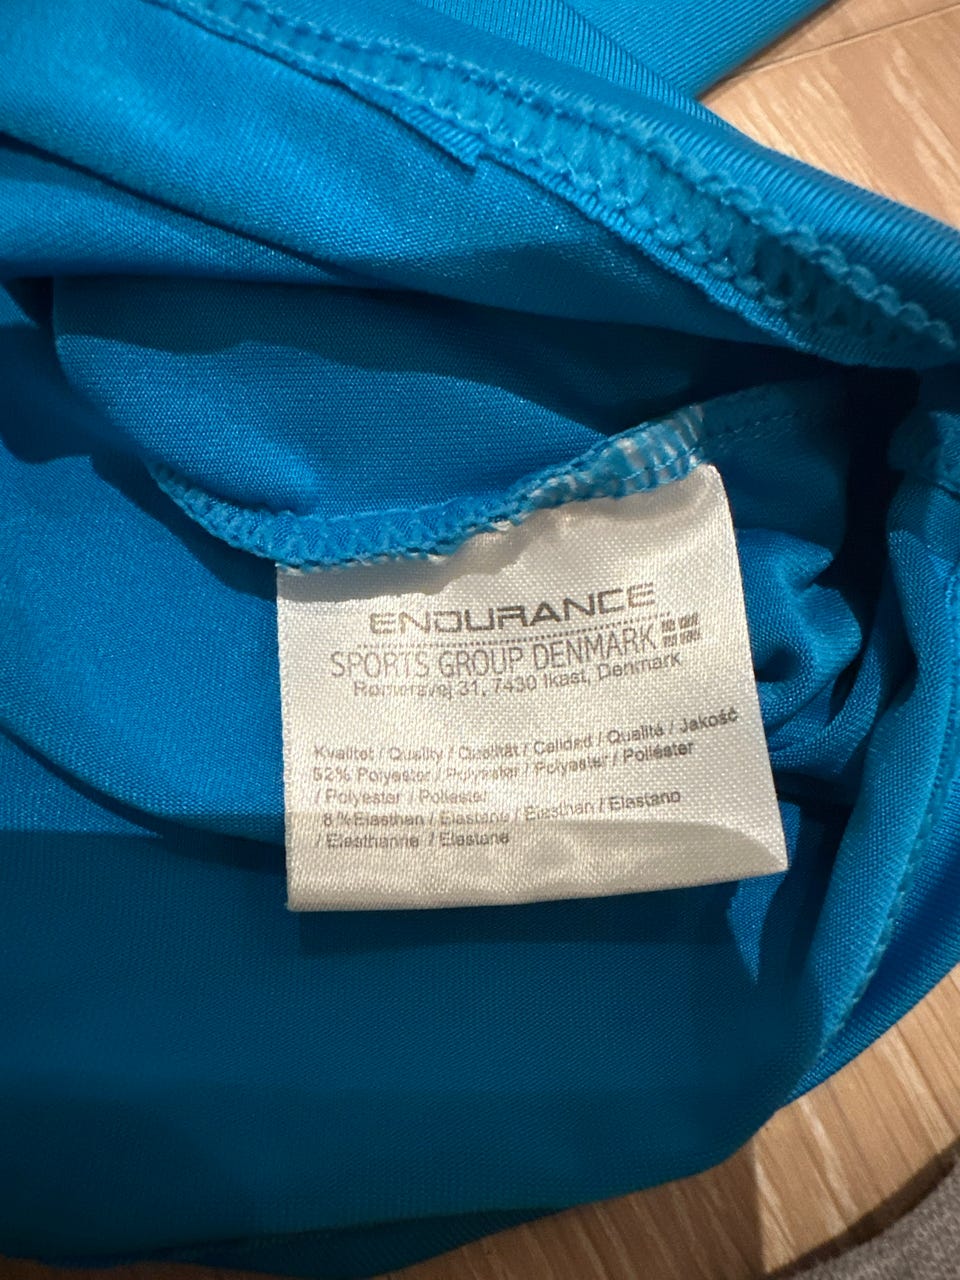 ENDURANCE
SPORTS GROUP DENMARK
Rømersvej 31, 7430 Ikast, Denmark
Kvalitet / Quality / Qualität / Calidad / Qualité / Jakość
Polyester / Polyester / Polyester / Poliéster
/ Polyester / Poliester
8 % Elasthan / Elastane / Elasthan / Elastano
/ Elasthanne / Elastane